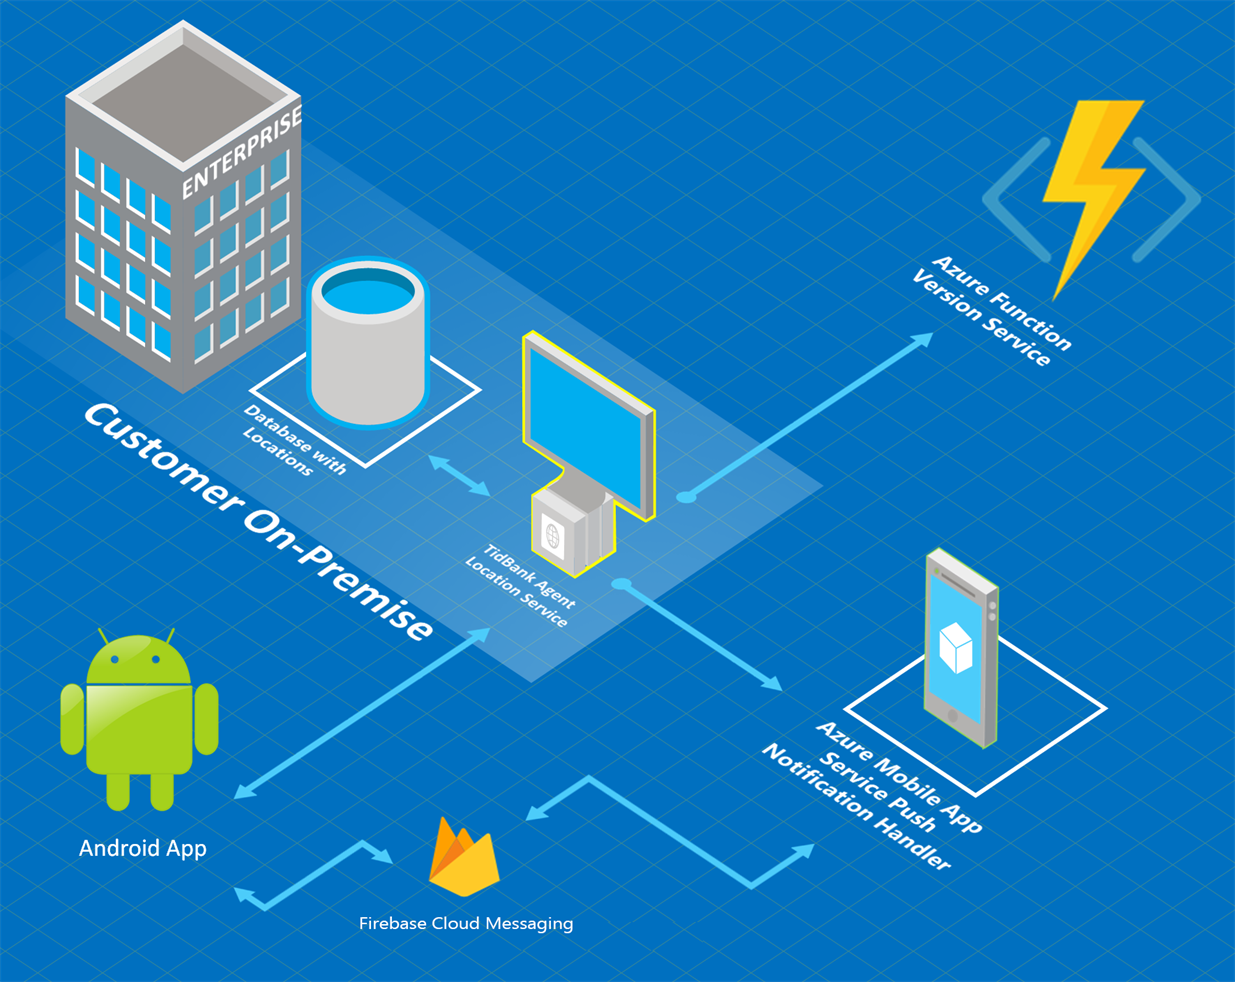 ENTERPRISE
Azure Function
Version Service
Database with
Locations
Customer On-Premise
TidBank Agent
Location Service
Azure Mobile App
Service Push
Notification Handler
Android App
Firebase Cloud Messaging